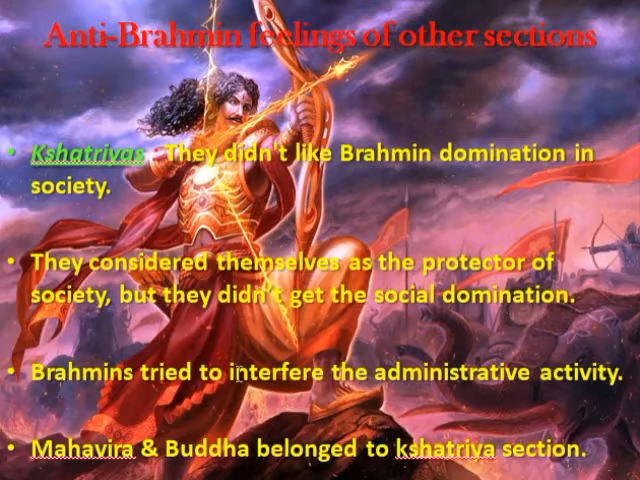 Anti-Brahmin feelings of other sections
• Kshatriyas : They didn't like Brahmin domination in
society.
• They considered themselves as the protector of
society, but they didn't get the social domination.
• Brahmins tried to interfere the administrative activity.
• Mahavira & Buddha belonged to kshatriya section.